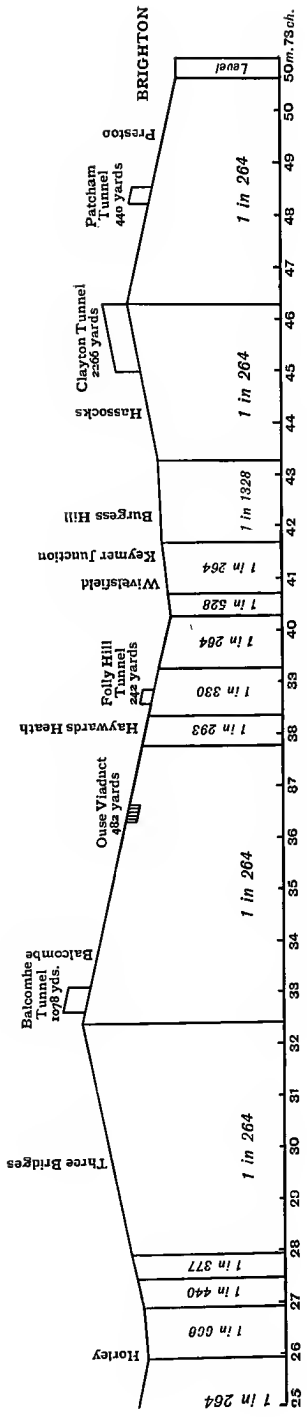 Horley
Three Bridges
Balcombe
Tunnel
1078 yds.
Balcombe
Ouse Viaduct
482 yards
Haywards Heath
Folly Hill
Tunnel
242 yards
Wivelsfield
Keymer Junction
Burgess Hill
Hassocks
Clayton Tunnel
2266 yards
Patcham
Tunnel
440 yards
Preston
BRIGHTON
1 in 264
1 in
1 in 440
1 in 377
1 in 264
1 in 264
1 in 293
1 in 330
1 in 264
1 in 528
1 in 264
1 in 1328
1 in 264
1 in 264
Level
25 26 27 28 29 30 31 32 33 34 35 36 37 38 39 40 41 42 43 44 45 46 47 48 49 50 50m. 73ch.